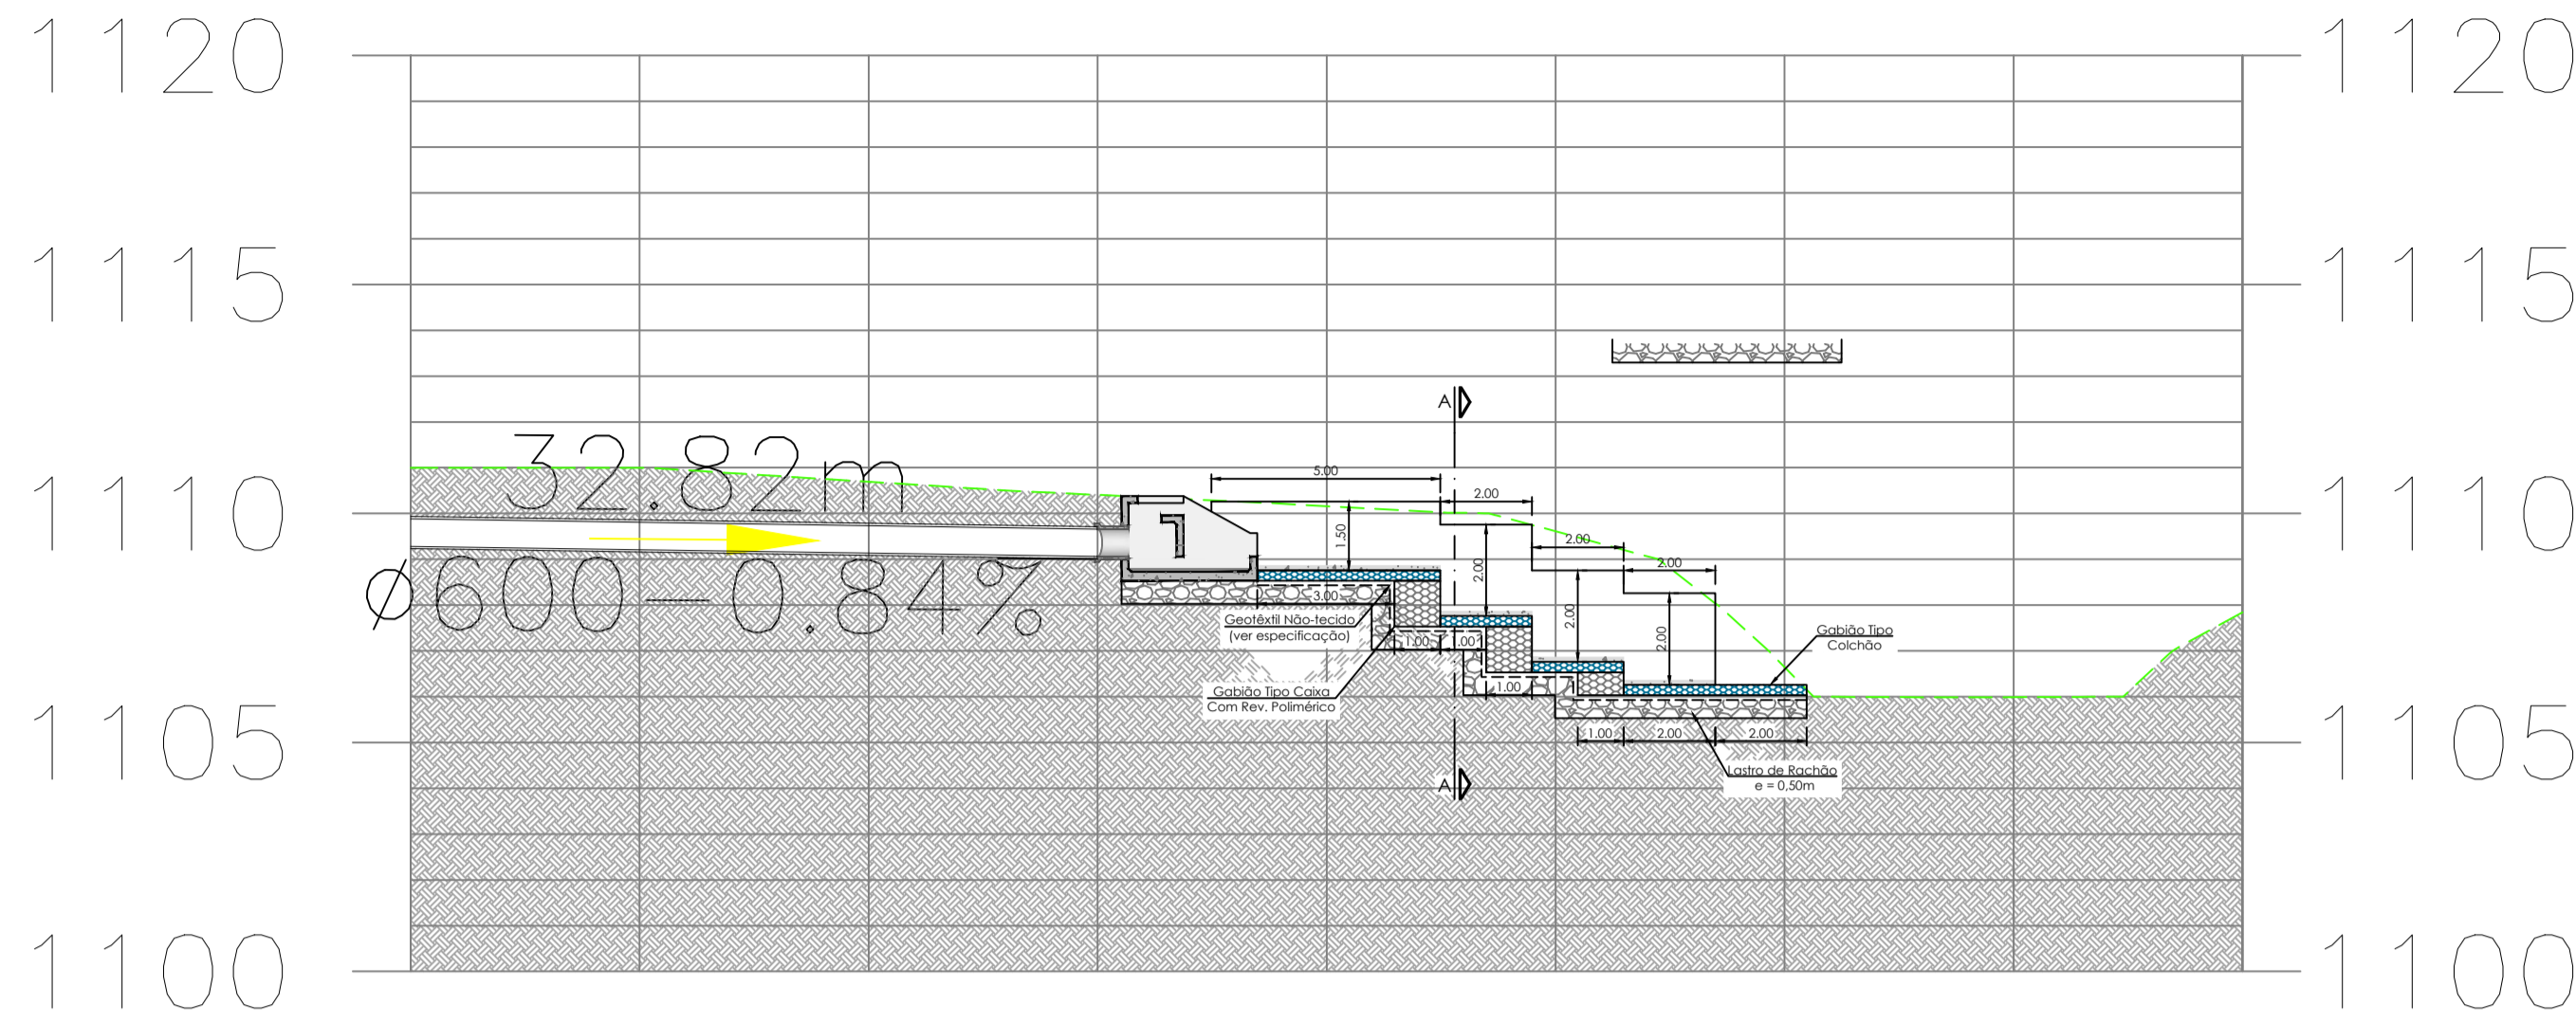 1120 1120
1115 1115
A
32.82m
5.00
1110 1110
2.00
1.50
2.00
2.00
2.00
Ø600-0.84%
3.00
2.00
2.00
Geotêxtil Não-tecido
(ver especificação)
1.00 1.00
Gabião Tipo
Colchão
1.00
Gabião Tipo Caixa
Com Rev. Polimérico
1105 1105
1.00 2.00 2.00
Lastro de Rachão
e = 0,50m
A
1100 1100